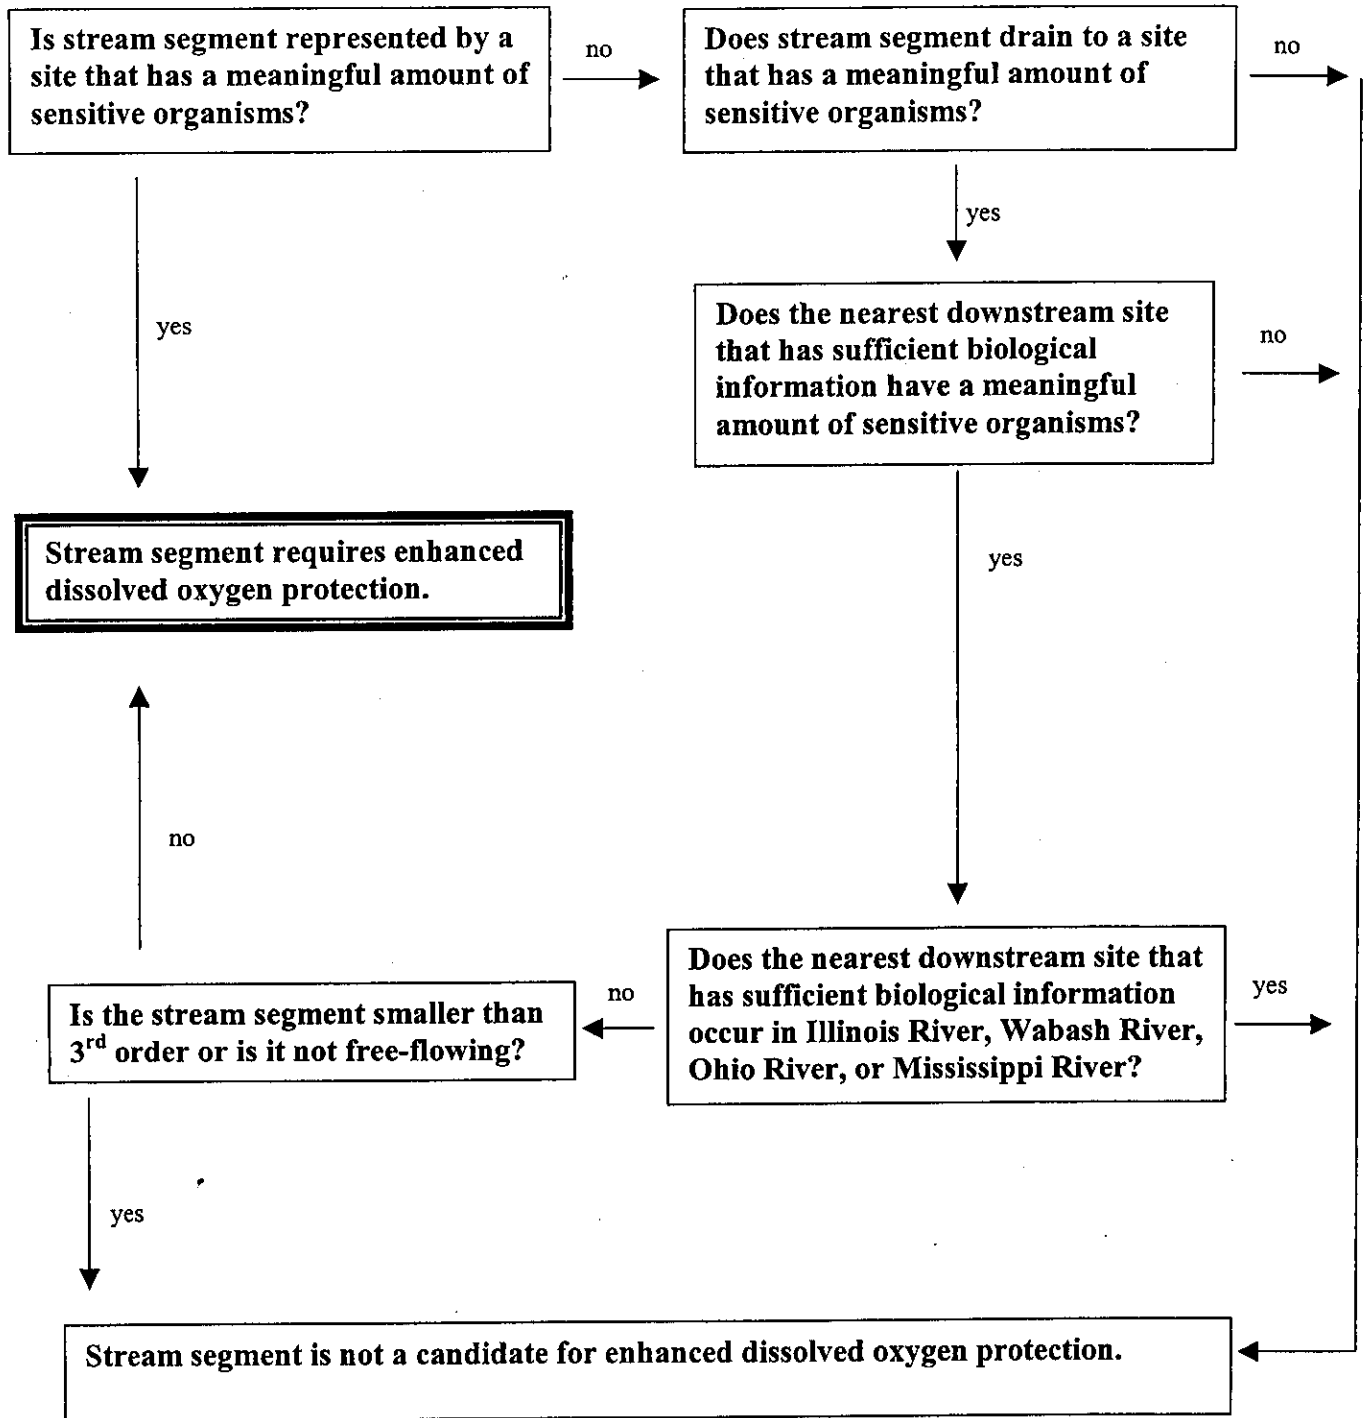 Is stream segment represented by a
site that has a meaningful amount of
sensitive organisms?
no
Does stream segment drain to a site
that has a meaningful amount of
sensitive organisms?
no
yes
yes
Does the nearest downstream site
that has sufficient biological
information have a meaningful
amount of sensitive organisms?
no
yes
Stream segment requires enhanced
dissolved oxygen protection.
no
Does the nearest downstream site that
has sufficient biological information
occur in Illinois River, Wabash River,
Ohio River, or Mississippi River?
yes
no
Is the stream segment smaller than
3rd order or is it not free-flowing?
yes
Stream segment is not a candidate for enhanced dissolved oxygen protection.